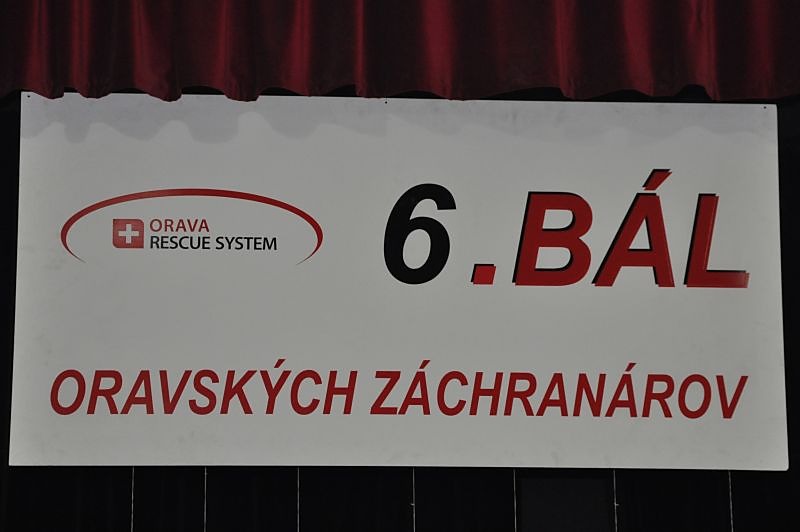 ORAVA
RESCUE SYSTEM
6.BÁL
ORAVSKÝCH ZÁCHRANÁROV